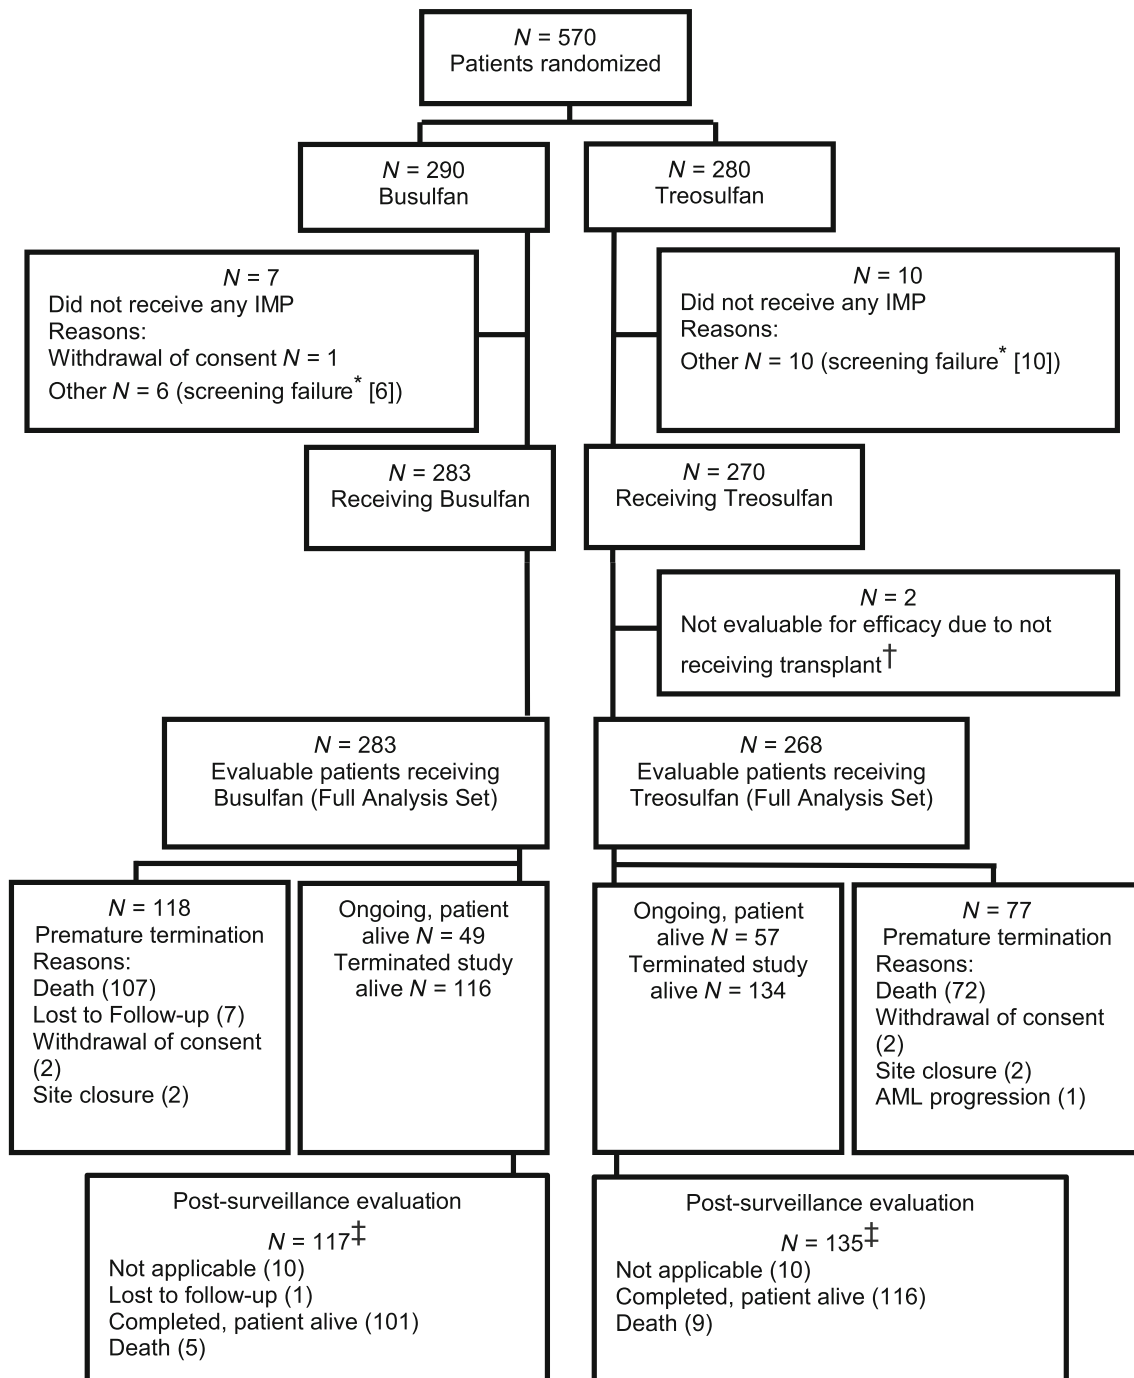 N = 570
Patients randomized
N = 290
Busulfan
N = 280
Treosulfan
N = 7
Did not receive any IMP
Reasons:
Withdrawal of consent N = 1
Other N = 6 (screening failure* [6])
N = 10
Did not receive any IMP
Reasons:
Other N = 10 (screening failure* [10])
N = 283
Receiving Busulfan
N = 270
Receiving Treosulfan
N = 2
Not evaluable for efficacy due to not
receiving transplant†
N = 283
Evaluable patients receiving
Busulfan (Full Analysis Set)
N = 268
Evaluable patients receiving
Treosulfan (Full Analysis Set)
N = 118
Premature termination
Reasons:
Death (107)
Lost to Follow-up (7)
Withdrawal of consent
(2)
Site closure (2)
Ongoing, patient
alive N = 49
Terminated study
alive N = 116
Ongoing, patient
alive N = 57
Terminated study
alive N = 134
N = 77
Premature termination
Reasons:
Death (72)
Withdrawal of consent
(2)
Site closure (2)
AML progression (1)
Post-surveillance evaluation
N = 117‡
Not applicable (10)
Lost to follow-up (1)
Completed, patient alive (101)
Death (5)
Post-surveillance evaluation
N = 135‡
Not applicable (10)
Completed, patient alive (116)
Death (9)